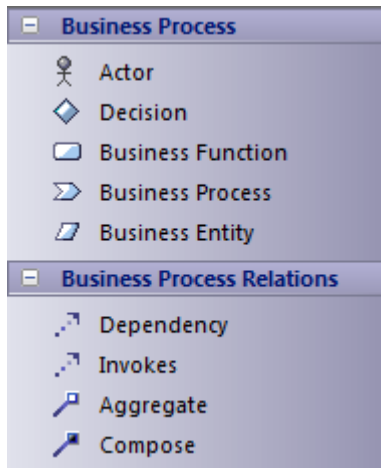 Business Process
Actor
Decision
Business Function
Business Process
Business Entity
Business Process Relations
Dependency
Invokes
Aggregate
Compose